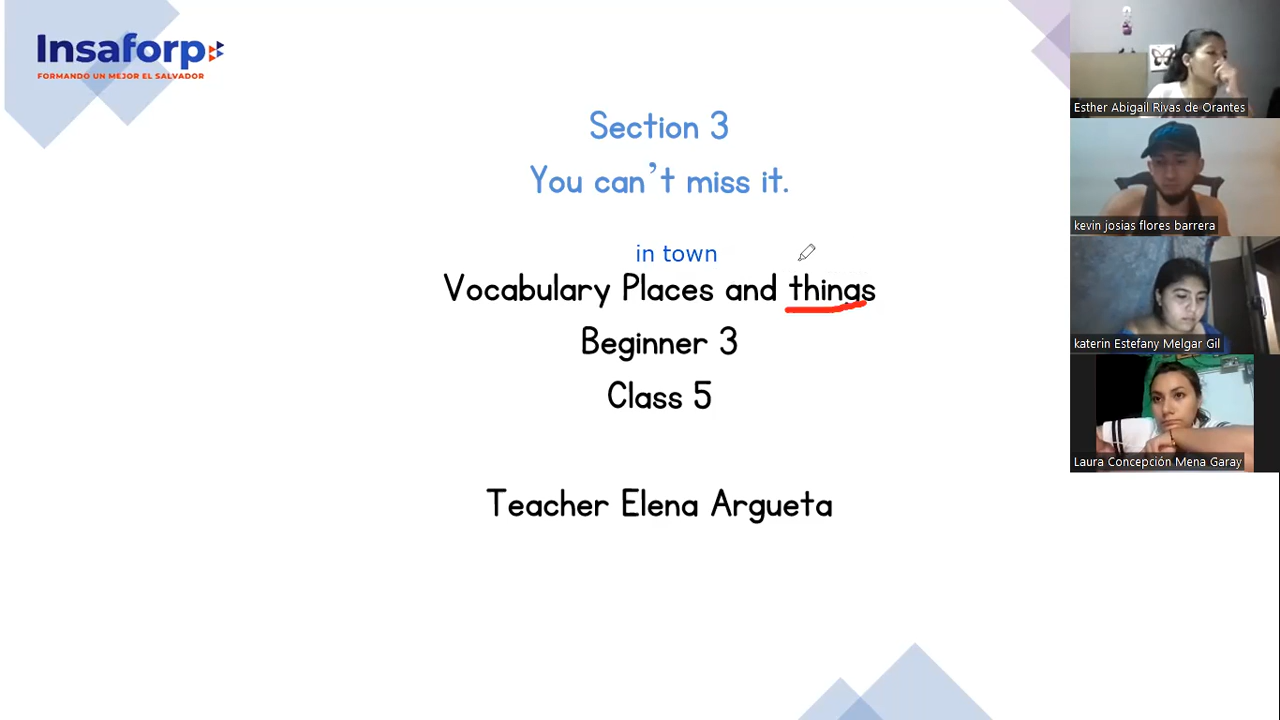 Insaforp
FORMANDO UN MEJOR EL SALVADOR
Section 3
You can't miss it.
in town
Vocabulary Places and things
Beginner 3
Class 5
Teacher Elena Argueta
Esther Abigail Rivas de Orantes
kevin josias flores barrera
katerin Estefany Melgar Gil
Laura Concepción Mena Garay